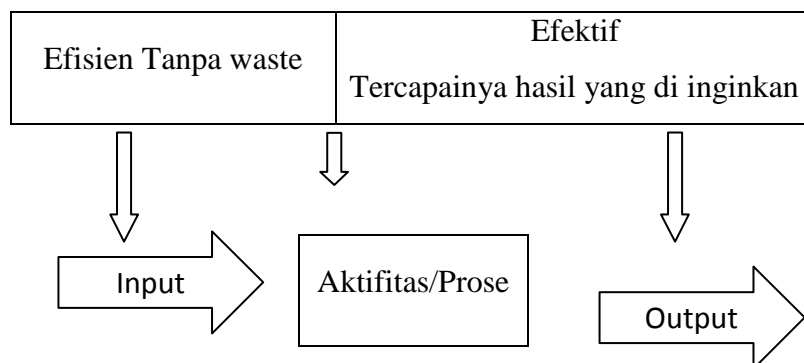 Efisien Tanpa waste
Efektif
Tercapainya hasil yang di inginkan
Input
Aktifitas/Prose
Output